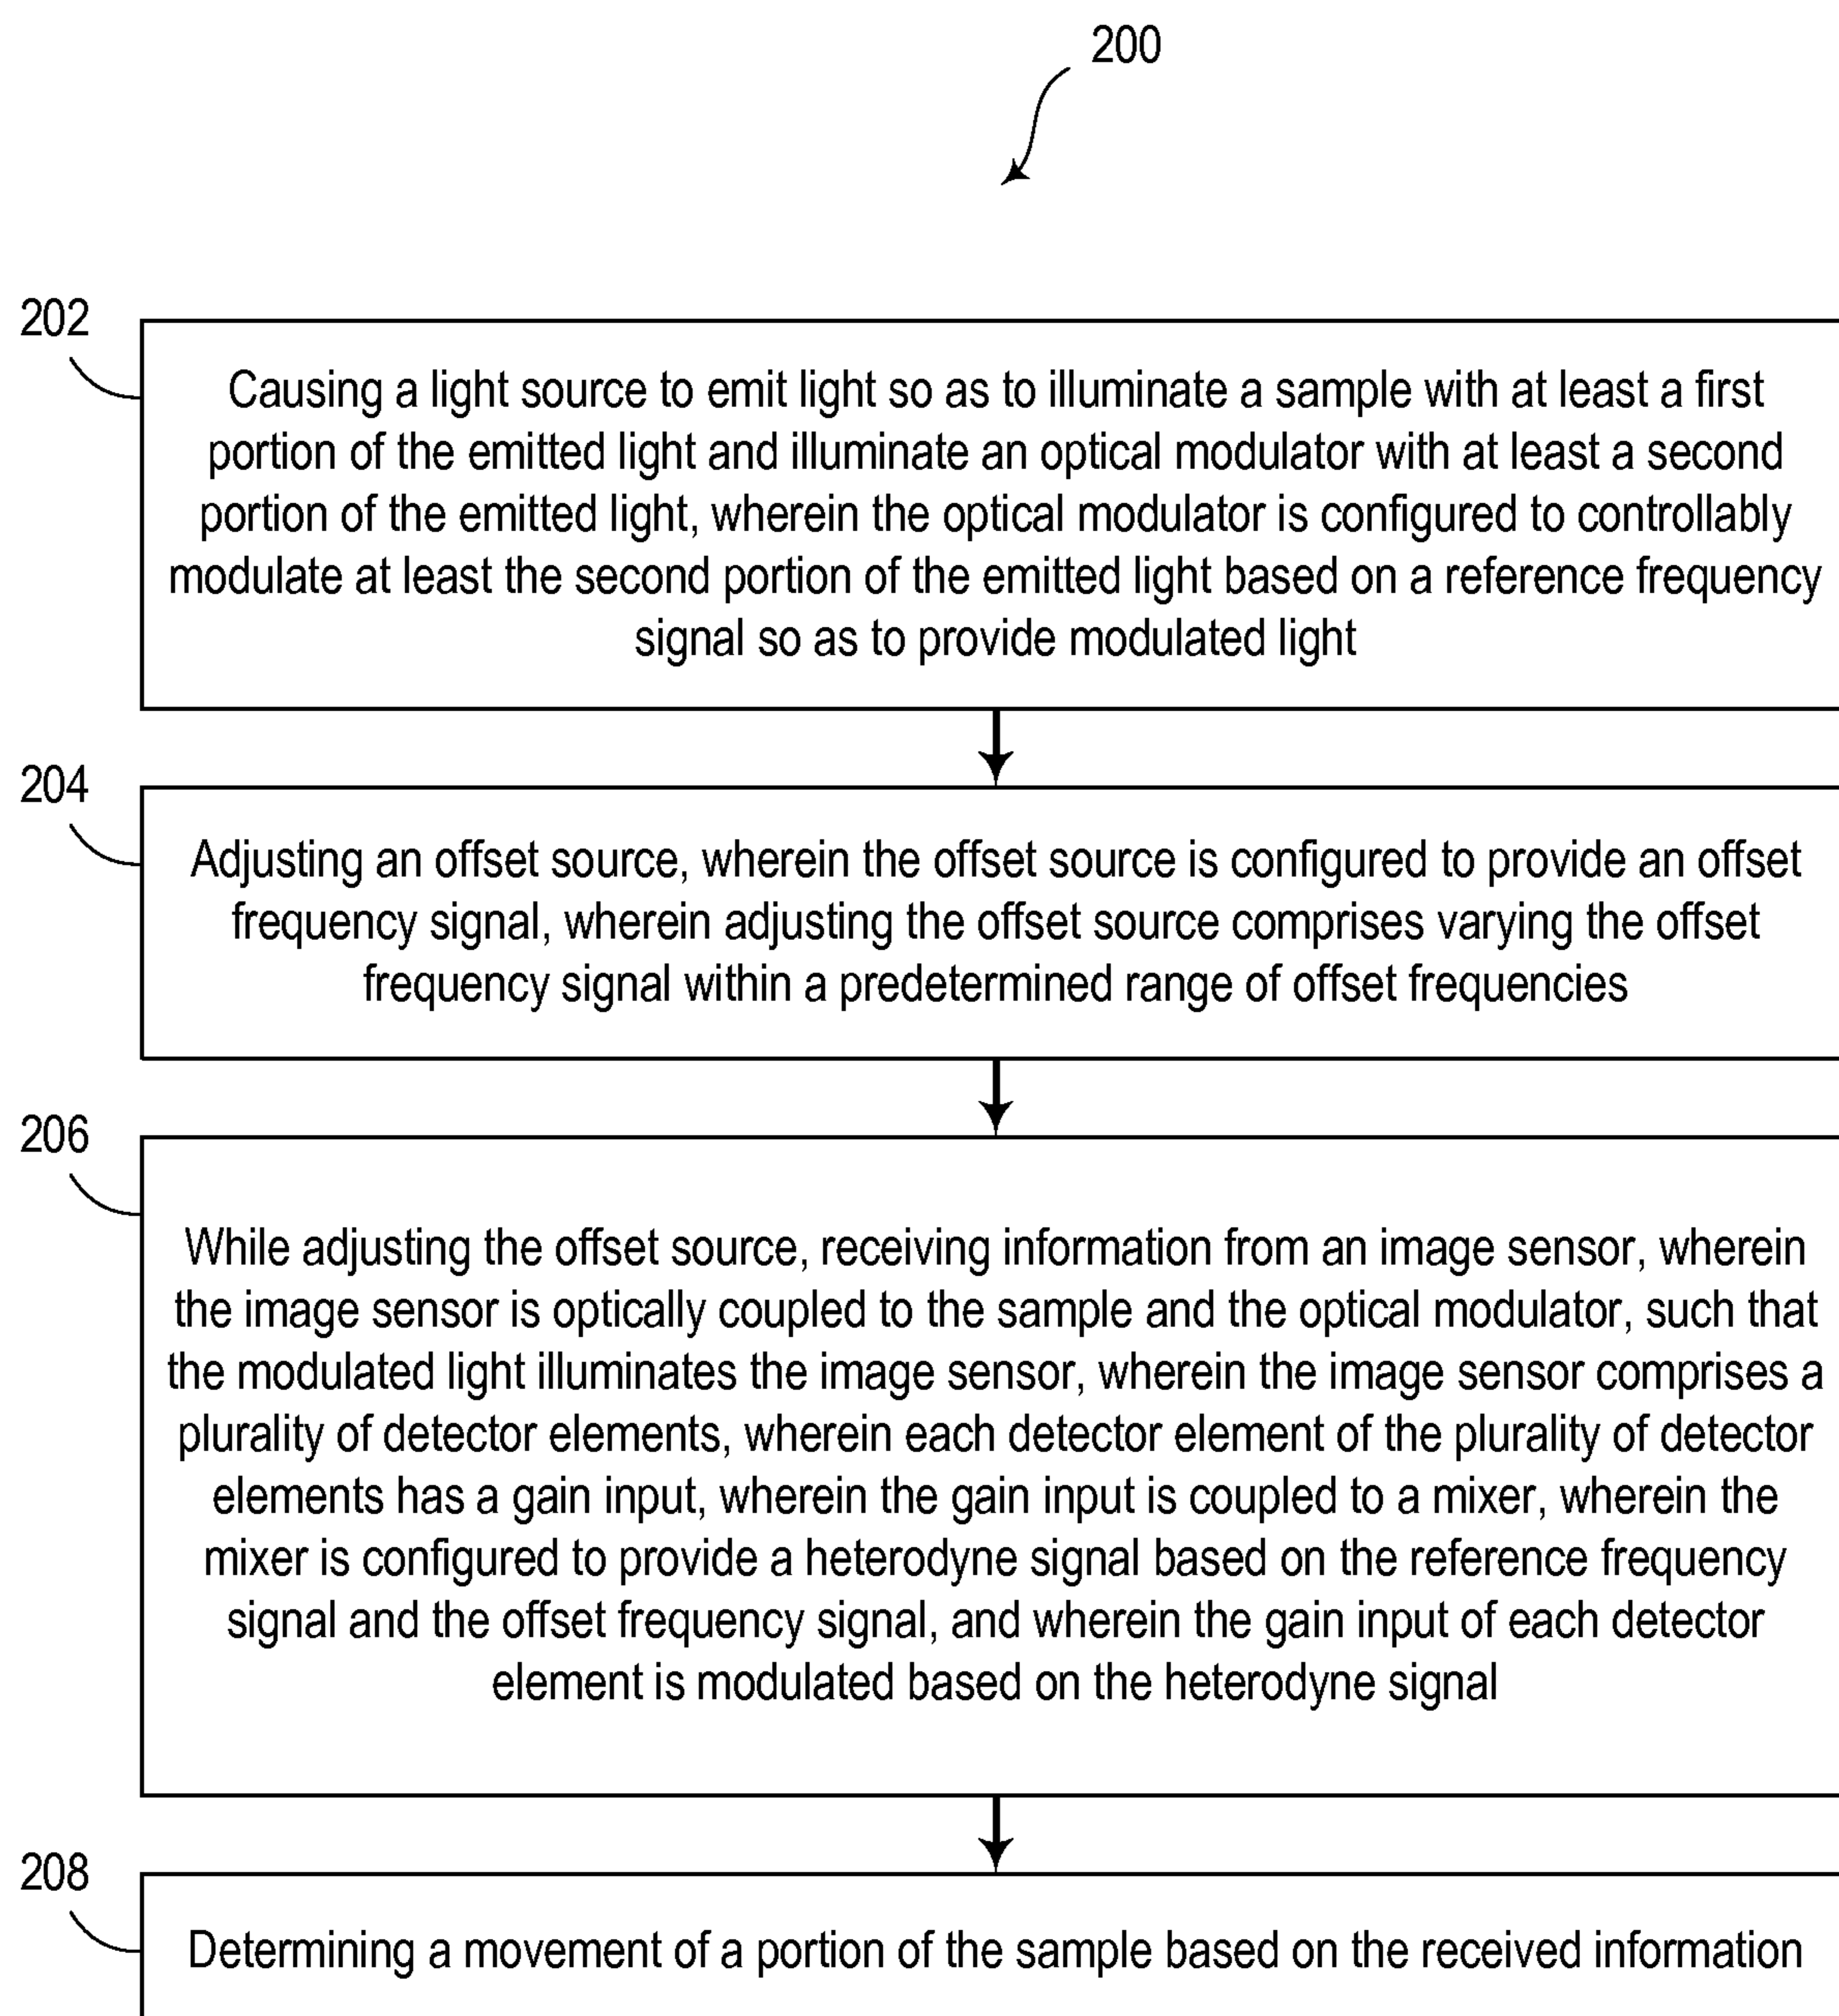 200
202
Causing a light source to emit light so as to illuminate a sample with at least a first
portion of the emitted light and illuminate an optical modulator with at least a second
portion of the emitted light, wherein the optical modulator is configured to controllably
modulate at least the second portion of the emitted light based on a reference frequency
signal so as to provide modulated light
204
Adjusting an offset source, wherein the offset source is configured to provide an offset
frequency signal, wherein adjusting the offset source comprises varying the offset
frequency signal within a predetermined range of offset frequencies
206
While adjusting the offset source, receiving information from an image sensor, wherein
the image sensor is optically coupled to the sample and the optical modulator, such that
the modulated light illuminates the image sensor, wherein the image sensor comprises a
plurality of detector elements, wherein each detector element of the plurality of detector
elements has a gain input, wherein the gain input is coupled to a mixer, wherein the
mixer is configured to provide a heterodyne signal based on the reference frequency
signal and the offset frequency signal, and wherein the gain input of each detector
element is modulated based on the heterodyne signal
208
Determining a movement of a portion of the sample based on the received information